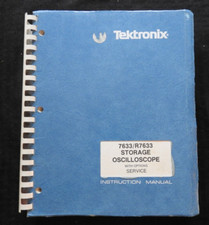 Tektronix
7633/R7633
STORAGE
OSCILLOSCOPE
WITH OPTIONS
SERVICE
INSTRUCTION MANUAL